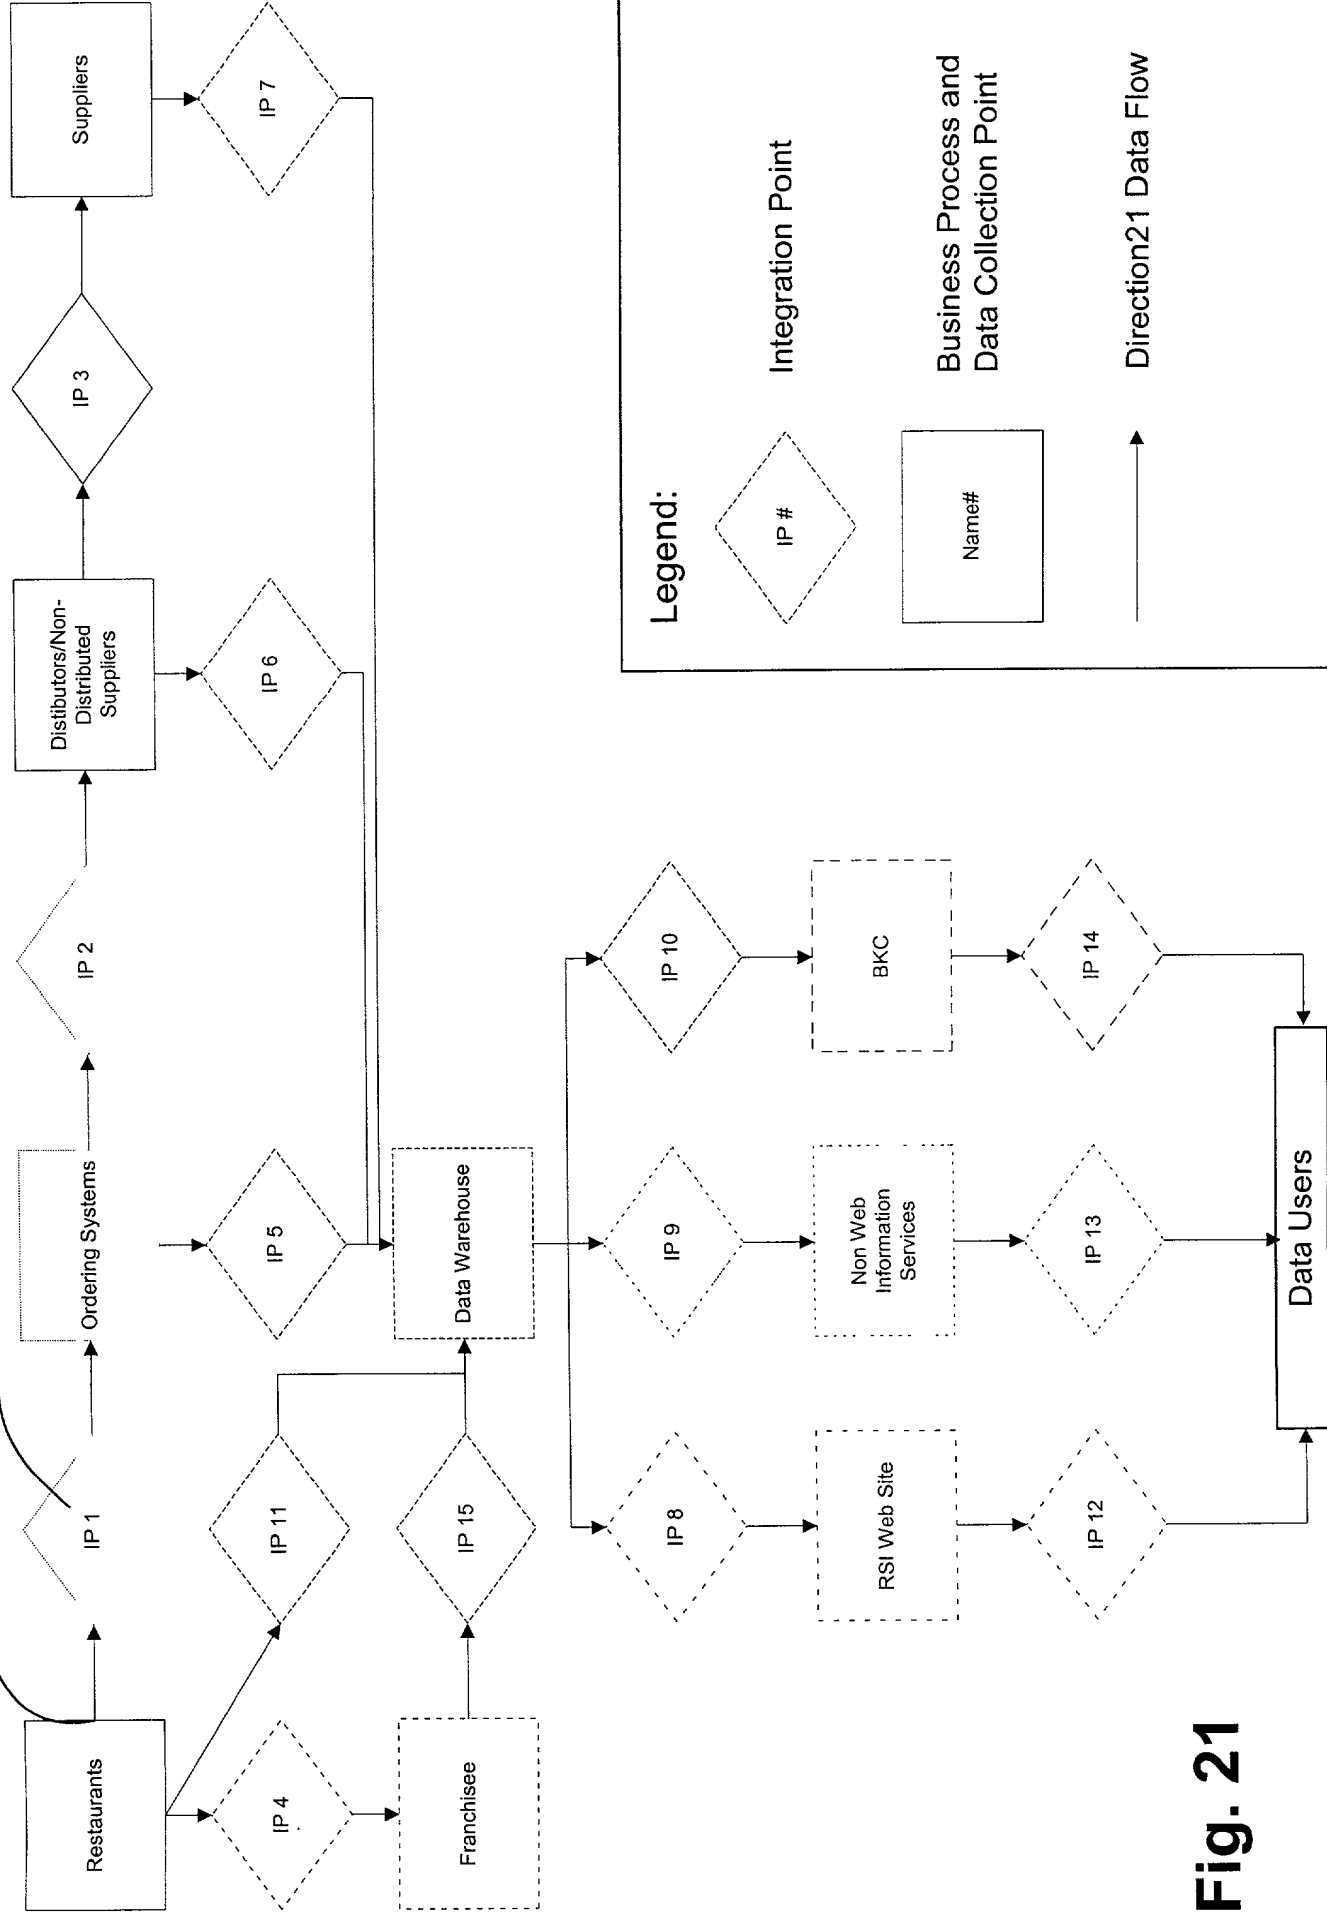 Restaurants
IP 1
Ordering Systems
IP 2
Distibutors/Non-
Distributed
Suppliers
IP 3
Suppliers
IP 4
IP 11
IP 5
IP 6
IP 7
Franchisee
IP 15
Data Warehouse
IP 8
IP 9
IP 10
RSI Web Site
Non Web
Information
Services
BKC
IP 12
IP 13
IP 14
Data Users
Legend:
IP #
Integration Point
Name#
Business Process and
Data Collection Point
Direction21 Data Flow
Fig. 21